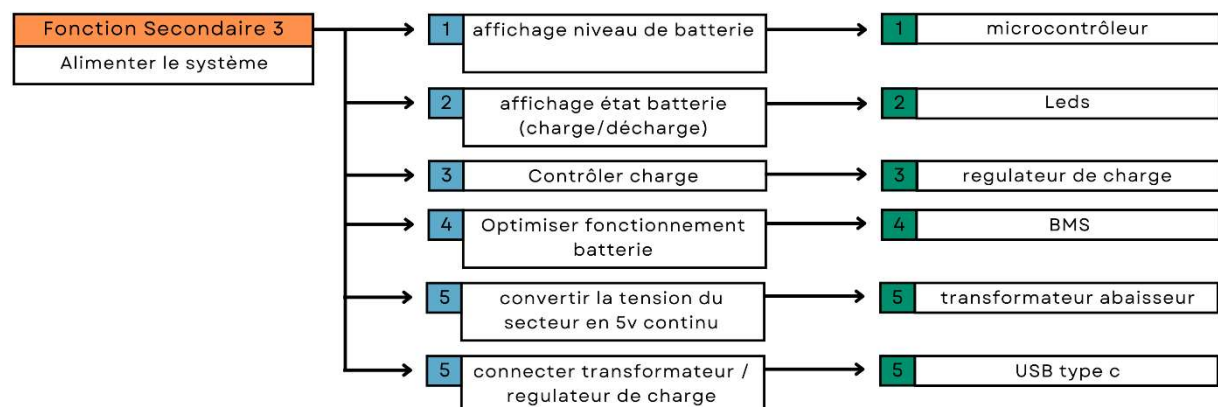 Fonction Secondaire 3
Alimenter le système
1 affichage niveau de batterie
1 microcontrôleur
2 affichage état batterie
(charge/décharge)
2 Leds
3 Contrôler charge
3 regulateur de charge
4 Optimiser fonctionnement
batterie
4 BMS
5 convertir la tension du
secteur en 5v continu
5 transformateur abaisseur
5 connecter transformateur /
regulateur de charge
5 USB type c